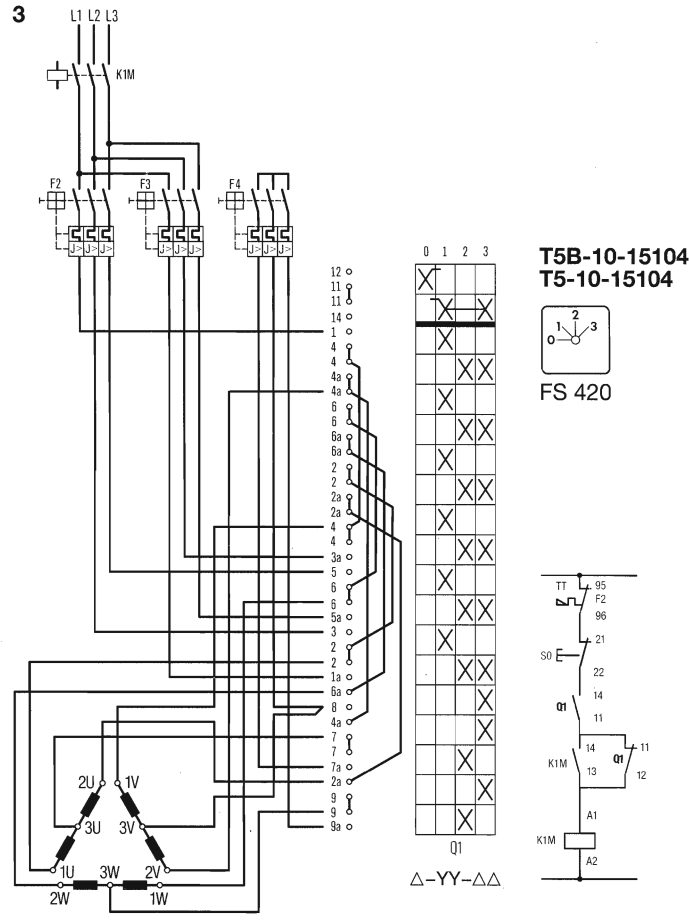 3
L1 L2 L3
K1M
F2 F3 F4
J> J> J> J> J> J> J> J> J>
0 1 2 3
12
11
11
14
1
4
4
4a
4a
6
6
6a
6a
2
2
2a
2a
4
4
3a
5
6
6
5a
3
2
2
1a
6a
8
4a
7
7
7a
2a
9
9
9a
Q1
△-YY-△△
T5B-10-15104
T5-10-15104
0 1 2 3
FS 420
TT 95
F2
96
21
S0
22
14
Q1
11
14 11
K1M Q1
13 12
A1
K1M
A2
2U 1V
3U 3V
1U 3W 2V
2W 1W